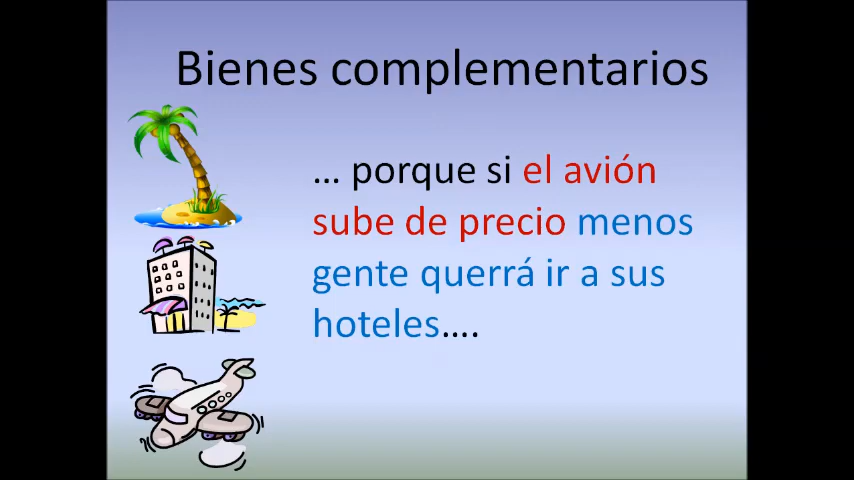 Bienes complementarios
... porque si el avión
sube de precio menos
gente querrá ir a sus
hoteles....